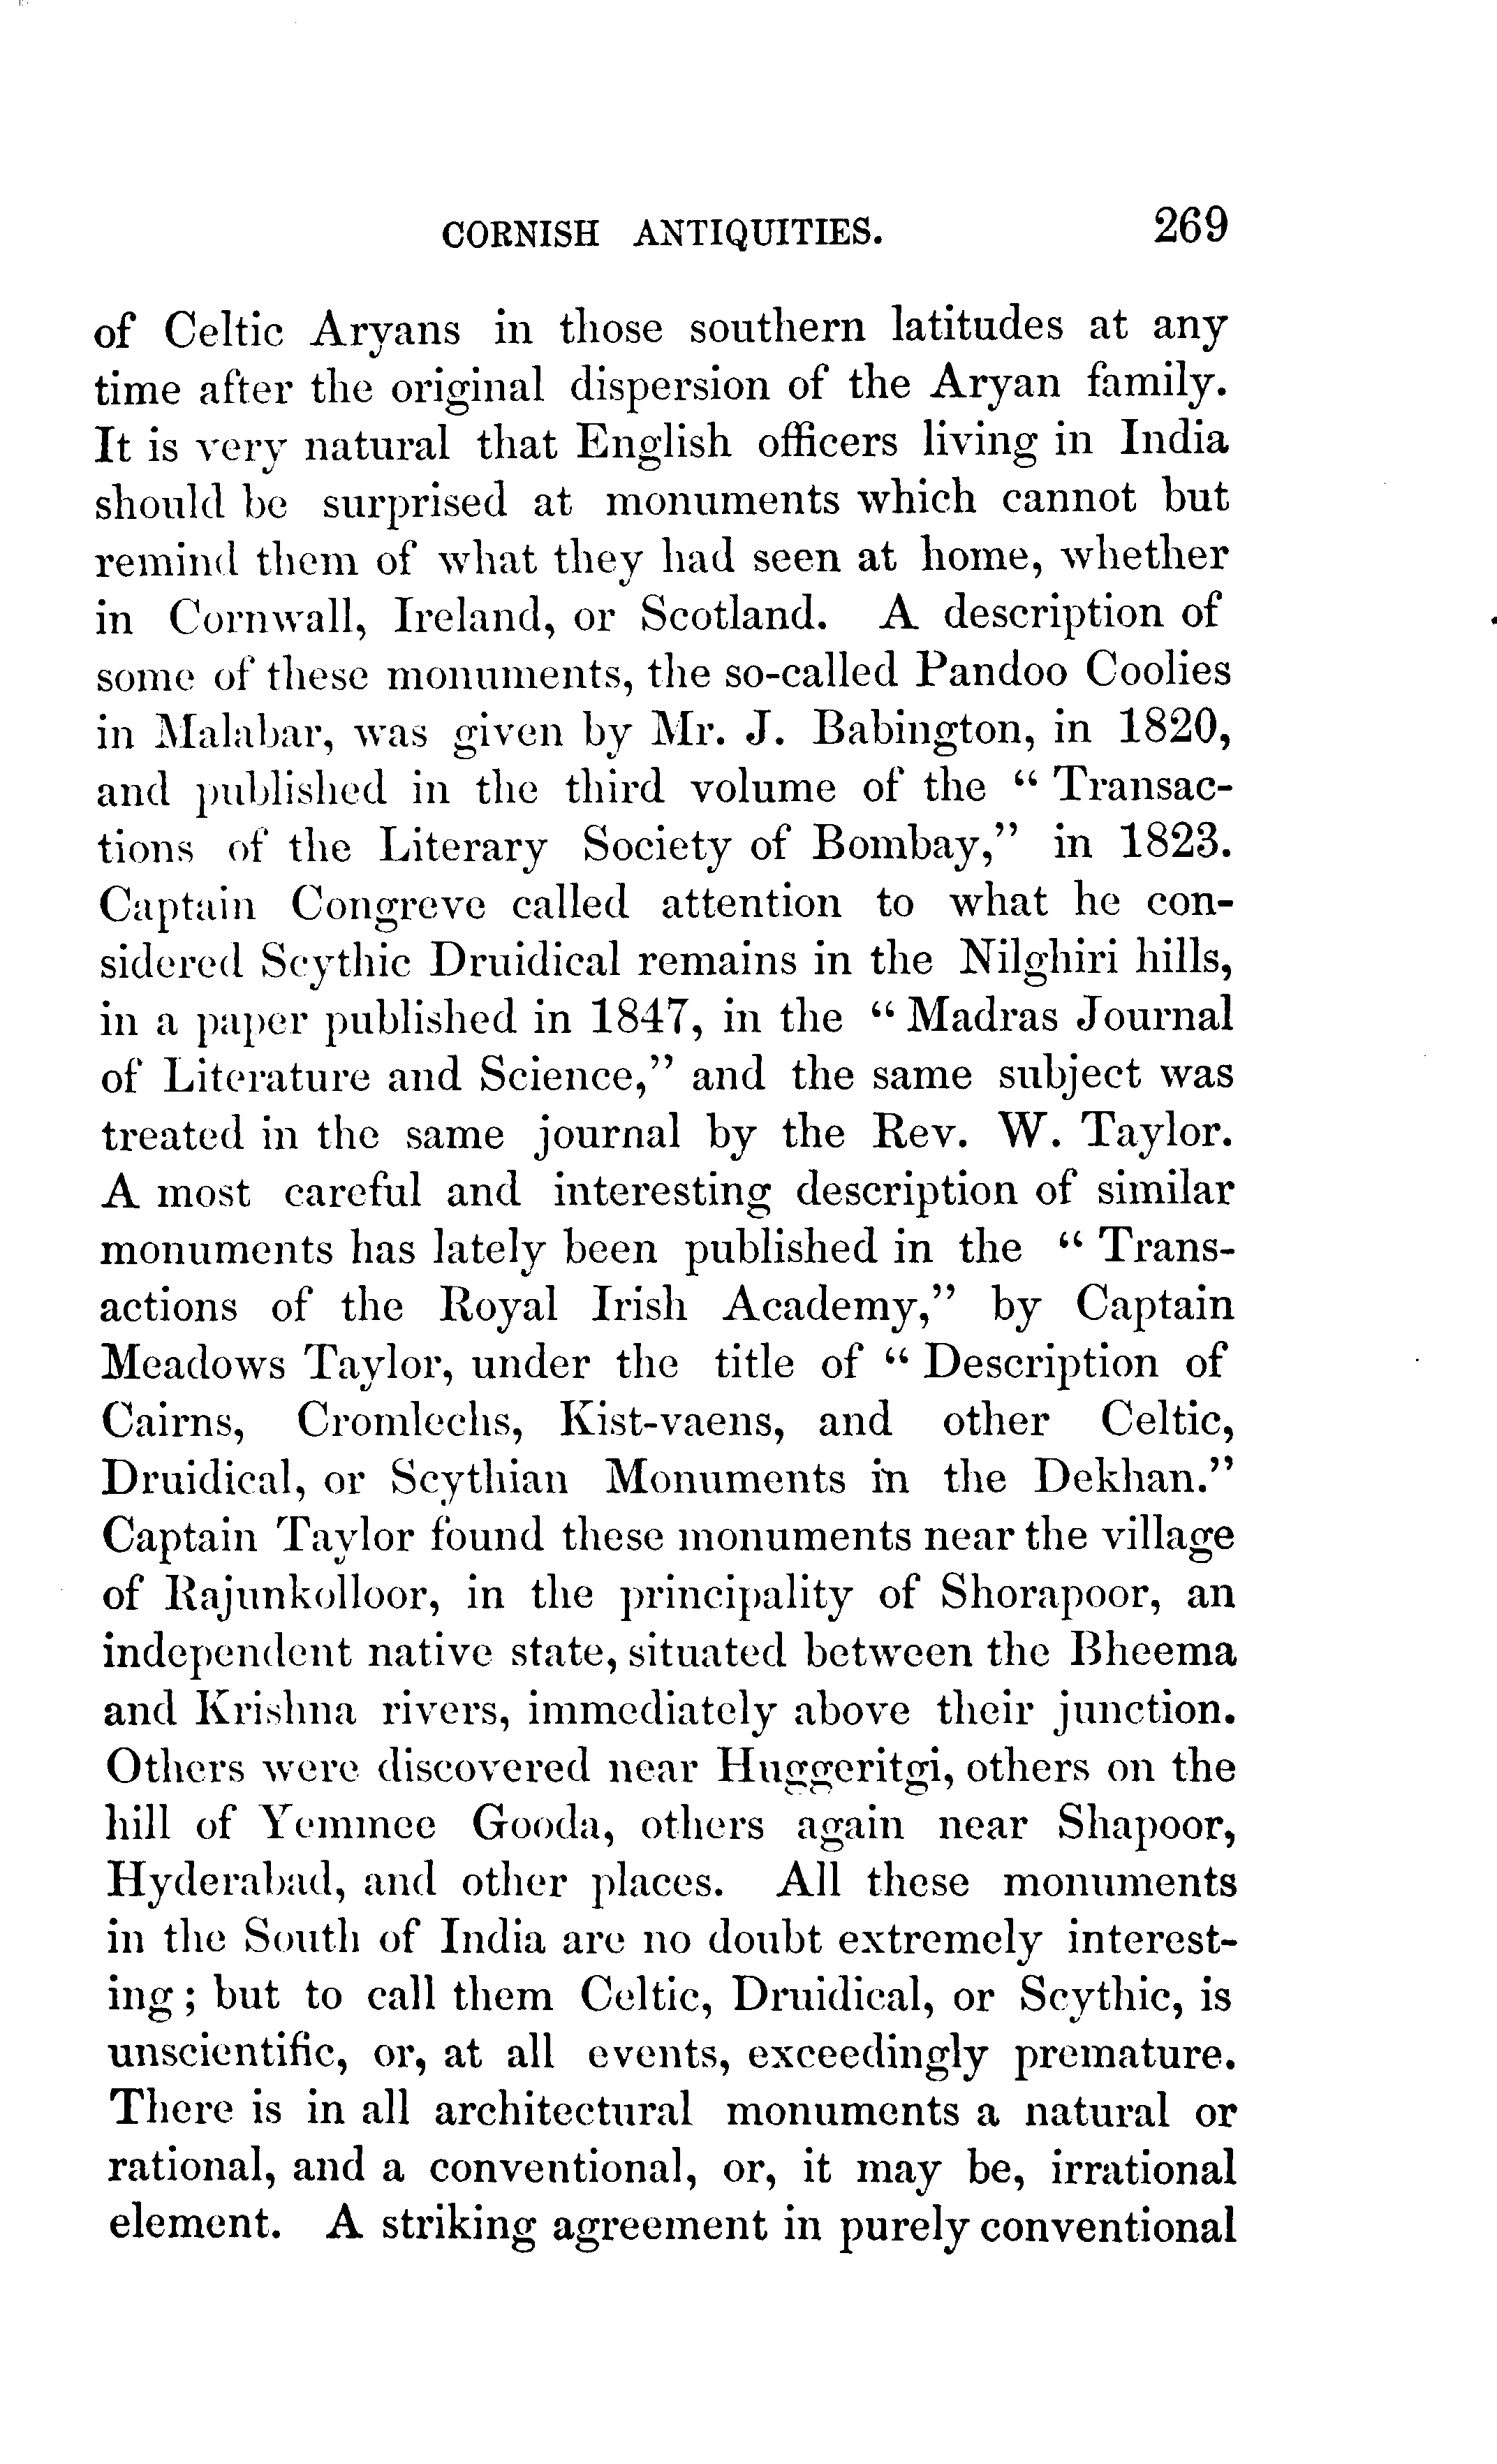 CORNISH ANTIQUITIES. 269
of Celtic Aryans in those southern latitudes at any
time after the original dispersion of the Aryan family.
It is very natural that English officers living in India
should be surprised at monuments which cannot but
remind them of what they had seen at home, whether
in Cornwall, Ireland, or Scotland. A description of
some of these monuments, the so-called Pandoo Coolies
in Malabar, was given by Mr. J. Babington, in 1820,
and published in the third volume of the “ Transac-
tions of the Literary Society of Bombay,” in 1823.
Captain Congreve called attention to what he con-
sidered Scythic Druidical remains in the Nilghiri hills,
in a paper published in 1847, in the “ Madras Journal
of Literature and Science,” and the same subject was
treated in the same journal by the Rev. W. Taylor.
A most careful and interesting description of similar
monuments has lately been published in the “ Trans-
actions of the Royal Irish Academy,” by Captain
Meadows Taylor, under the title of “ Description of
Cairns, Cromlechs, Kist-vaens, and other Celtic,
Druidical, or Scythian Monuments in the Dekhan.”
Captain Taylor found these monuments near the village
of Rajunkolloor, in the principality of Shorapoor, an
independent native state, situated between the Bheema
and Krishna rivers, immediately above their junction.
Others were discovered near Huggeritgi, others on the
hill of Yemmee Gooda, others again near Shapoor,
Hyderabad, and other places. All these monuments
in the South of India are no doubt extremely interest-
ing; but to call them Celtic, Druidical, or Scythic, is
unscientific, or, at all events, exceedingly premature.
There is in all architectural monuments a natural or
rational, and a conventional, or, it may be, irrational
element. A striking agreement in purely conventional